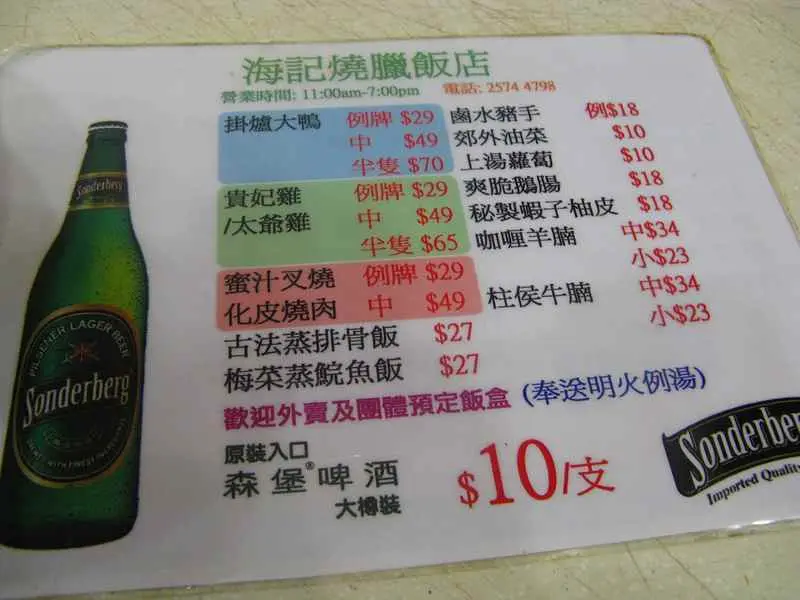 海記燒臘飯店
營業時間: 11:00am-7:00pm 電話: 2574 4798
掛爐大鴨 例牌 $29
中 $49
半隻 $70
貴妃雞 例牌 $29
/太爺雞 中 $49
半隻 $65
蜜汁叉燒 例牌 $29
化皮燒肉 中 $49
古法蒸排骨飯 $27
梅菜蒸鯇魚飯 $27
鹵水豬手 例$18
郊外油菜 $10
上湯蘿蔔 $10
爽脆鵝腸 $18
秘製蝦子柚皮 $18
咖喱羊腩 中$34
小$23
柱侯牛腩 中$34
小$23
歡迎外賣及團體預定飯盒 (奉送明火例湯)
原裝入口
森堡®啤酒
大樽裝
$10/支
Sonderberg
PILSENER LAGER BEER
Sonderberg
Sonderber
Imported Quality